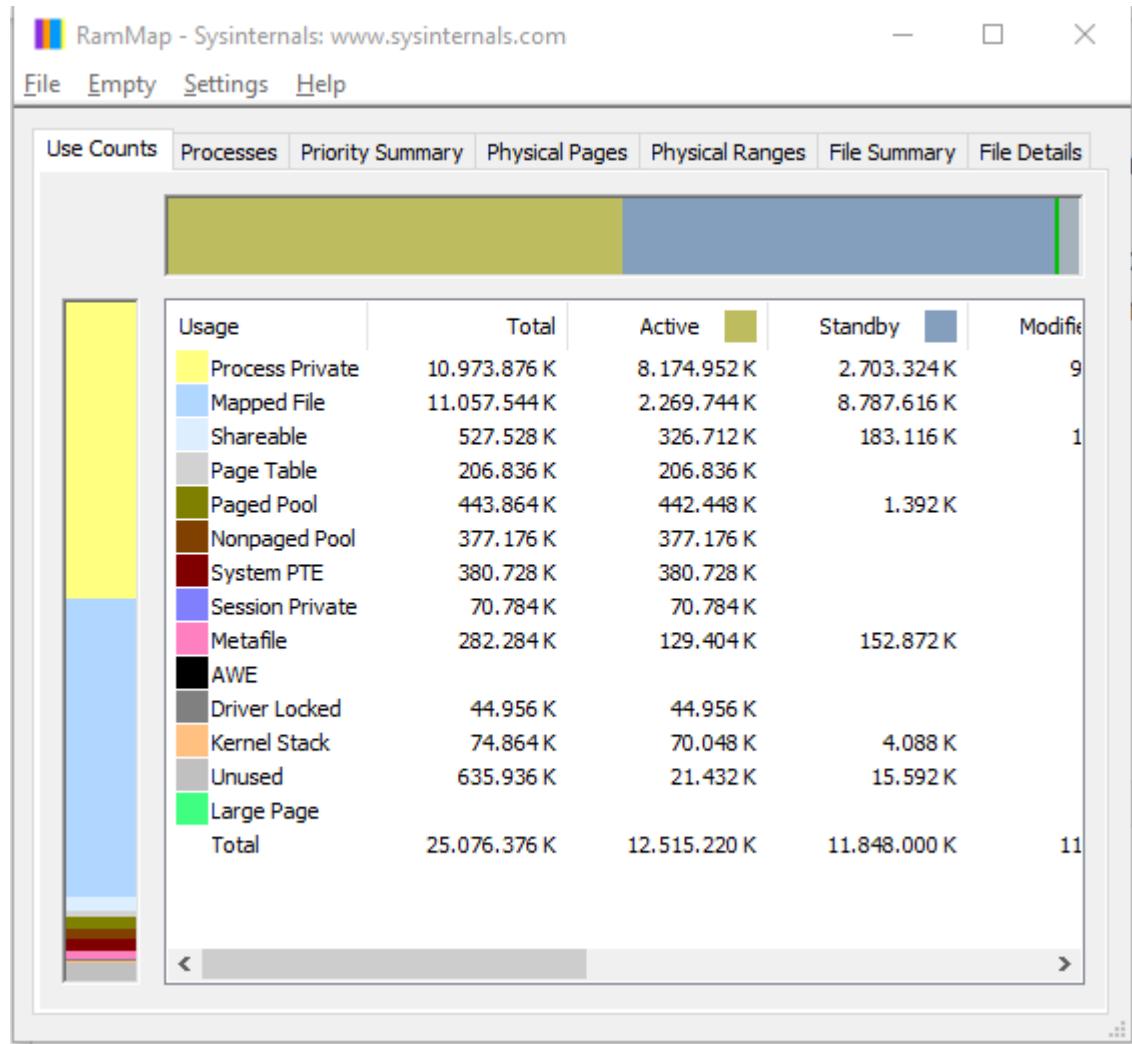 RamMap - Sysinternals: www.sysinternals.com
File Empty Settings Help
Use Counts Processes Priority Summary Physical Pages Physical Ranges File Summary File Details
Usage Total Active Standby Modifie
Process Private 10.973.876 K 8.174.952 K 2.703.324 K 9
Mapped File 11.057.544 K 2.269.744 K 8.787.616 K
Shareable 527.528 K 326.712 K 183.116 K 1
Page Table 206.836 K 206.836 K
Paged Pool 443.864 K 442.448 K 1.392 K
Nonpaged Pool 377.176 K 377.176 K
System PTE 380.728 K 380.728 K
Session Private 70.784 K 70.784 K
Metafile 282.284 K 129.404 K 152.872 K
AWE
Driver Locked 44.956 K 44.956 K
Kernel Stack 74.864 K 70.048 K 4.088 K
Unused 635.936 K 21.432 K 15.592 K
Large Page
Total 25.076.376 K 12.515.220 K 11.848.000 K 11